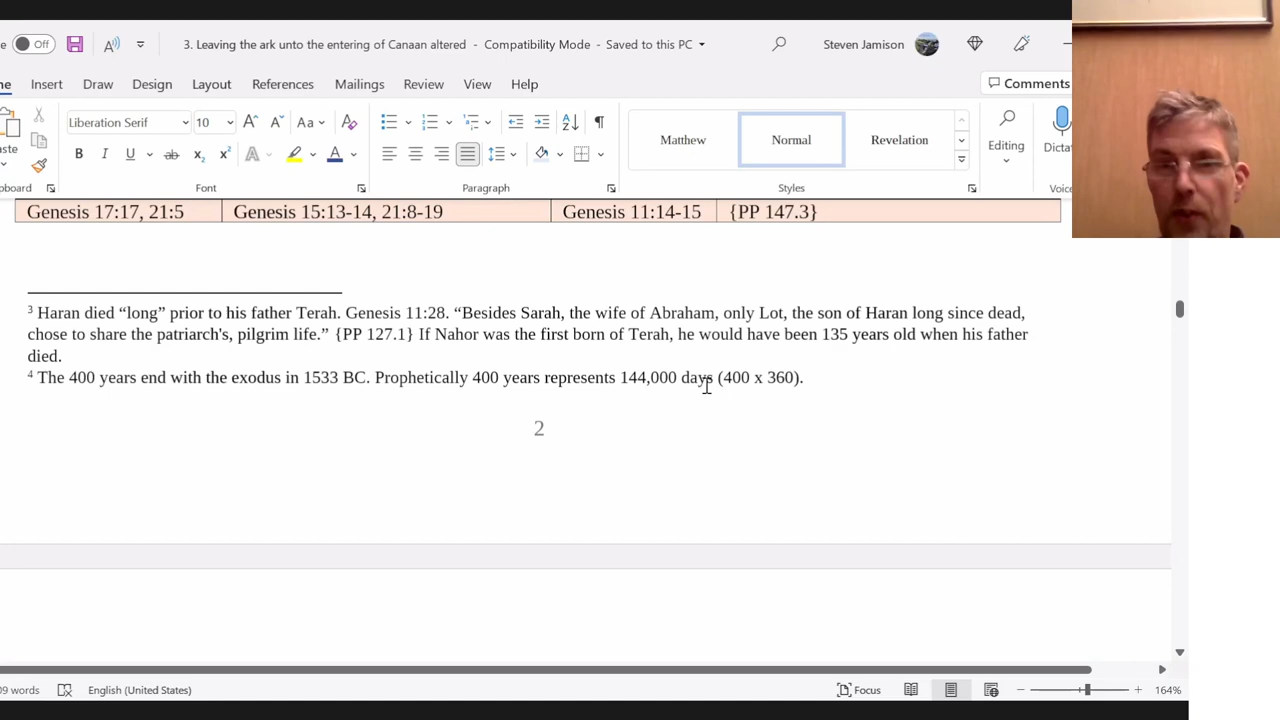 Off
3. Leaving the ark unto the entering of Canaan altered - Compatibility Mode - Saved to this PC
Steven Jamison
Insert Draw Design Layout References Mailings Review View Help
Comments
Liberation Serif 10
Matthew Normal Revelation
Editing
Font Paragraph Styles
Genesis 17:17, 21:5 Genesis 15:13-14, 21:8-19 Genesis 11:14-15 {PP 147.3}
3 Haran died “long” prior to his father Terah. Genesis 11:28. “Besides Sarah, the wife of Abraham, only Lot, the son of Haran long since dead,
chose to share the patriarch's, pilgrim life.” {PP 127.1} If Nahor was the first born of Terah, he would have been 135 years old when his father
died.
4 The 400 years end with the exodus in 1533 BC. Prophetically 400 years represents 144,000 days (400 x 360).
2
English (United States)
Focus
164%